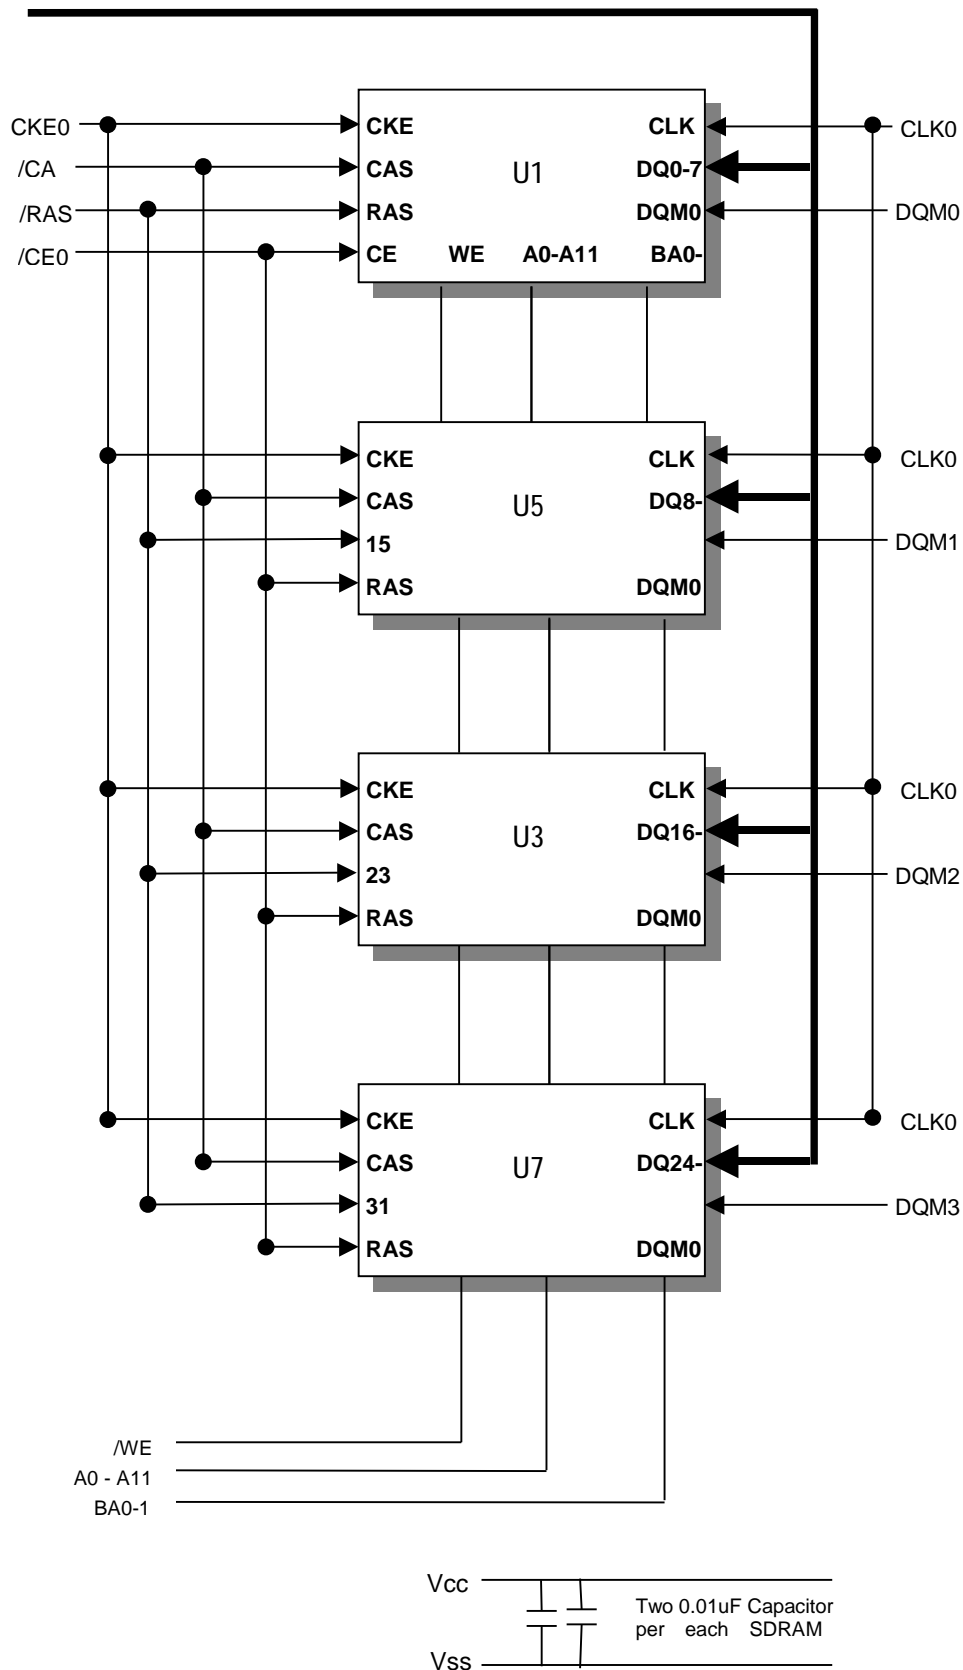 CKE0 CKE CLK CLK0
/CA CAS U1 DQ0-7
/RAS RAS DQM0 DQM0
/CE0 CE WE A0-A11 BA0-
CKE CLK CLK0
CAS U5 DQ8-
15 DQM1
RAS DQM0
CKE CLK CLK0
CAS U3 DQ16-
23 DQM2
RAS DQM0
CKE CLK CLK0
CAS U7 DQ24-
31 DQM3
RAS DQM0
/WE
A0 - A11
BA0-1
Vcc
Two 0.01uF Capacitor
per each SDRAM
Vss